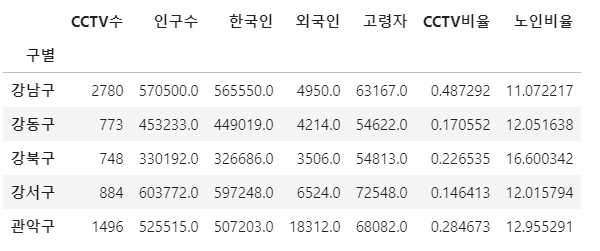 CCTV수 인구수 한국인 외국인 고령자 CCTV비율 노인비율
구별
강남구 2780 570500.0 565550.0 4950.0 63167.0 0.487292 11.072217
강동구 773 453233.0 449019.0 4214.0 54622.0 0.170552 12.051638
강북구 748 330192.0 326686.0 3506.0 54813.0 0.226535 16.600342
강서구 884 603772.0 597248.0 6524.0 72548.0 0.146413 12.015794
관악구 1496 525515.0 507203.0 18312.0 68082.0 0.284673 12.955291